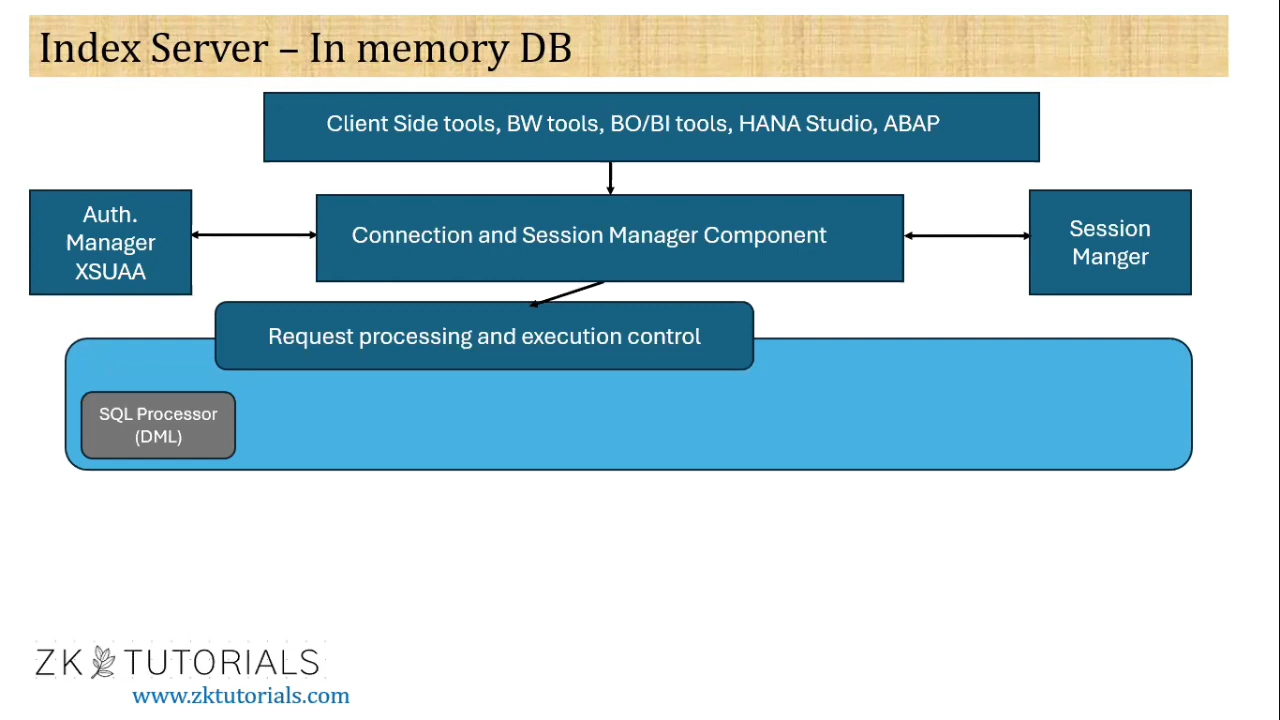 Index Server – In memory DB
Client Side tools, BW tools, BO/BI tools, HANA Studio, ABAP
Auth.
Manager
XSUAA
Connection and Session Manager Component
Session
Manger
Request processing and execution control
SQL Processor
(DML)
ZK TUTORIALS
www.zktutorials.com